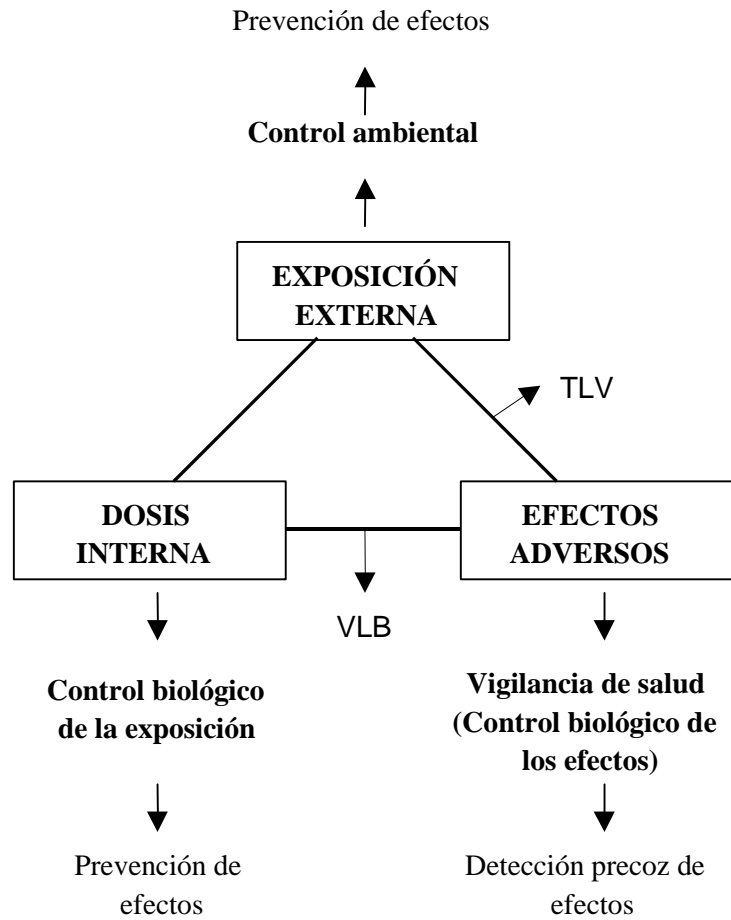 Prevención de efectos
Control ambiental
EXPOSICIÓN
EXTERNA
TLV
DOSIS
INTERNA
EFECTOS
ADVERSOS
VLB
Control biológico
de la exposición
Vigilancia de salud
(Control biológico de
los efectos)
Prevención de
efectos
Detección precoz de
efectos